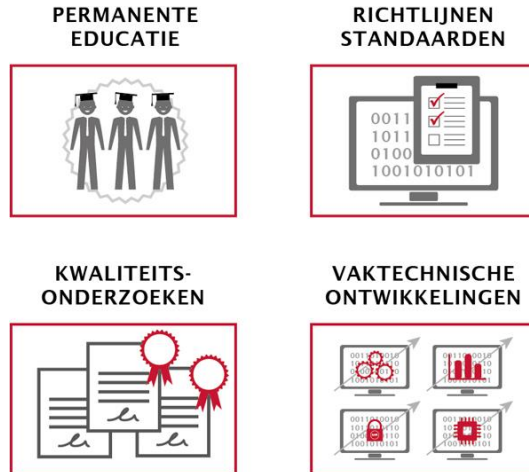 PERMANENTE
EDUCATIE
RICHTLIJNEN
STANDAARDEN
0011
1011
0100
1001010101
KWALITEITS-
ONDERZOEKEN
VAKTECHNISCHE
ONTWIKKELINGEN